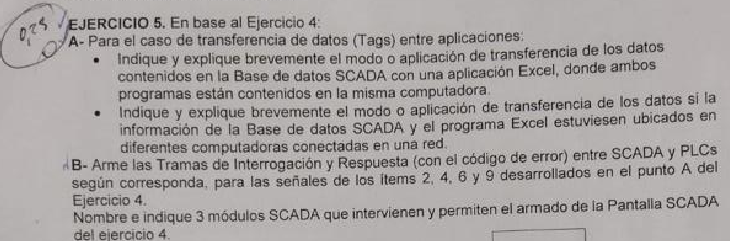 0,25
EJERCICIO 5. En base al Ejercicio 4:
A- Para el caso de transferencia de datos (Tags) entre aplicaciones:
• Indique y explique brevemente el modo o aplicación de transferencia de los datos
contenidos en la Base de datos SCADA con una aplicación Excel, donde ambos
programas están contenidos en la misma computadora.
• Indique y explique brevemente el modo o aplicación de transferencia de los datos si la
información de la Base de datos SCADA y el programa Excel estuviesen ubicados en
diferentes computadoras conectadas en una red.
B- Arme las Tramas de Interrogación y Respuesta (con el código de error) entre SCADA y PLCs
según corresponda, para las señales de los ítems 2, 4, 6 y 9 desarrollados en el punto A del
Ejercicio 4.
Nombre e indique 3 módulos SCADA que intervienen y permiten el armado de la Pantalla SCADA
del ejercicio 4.